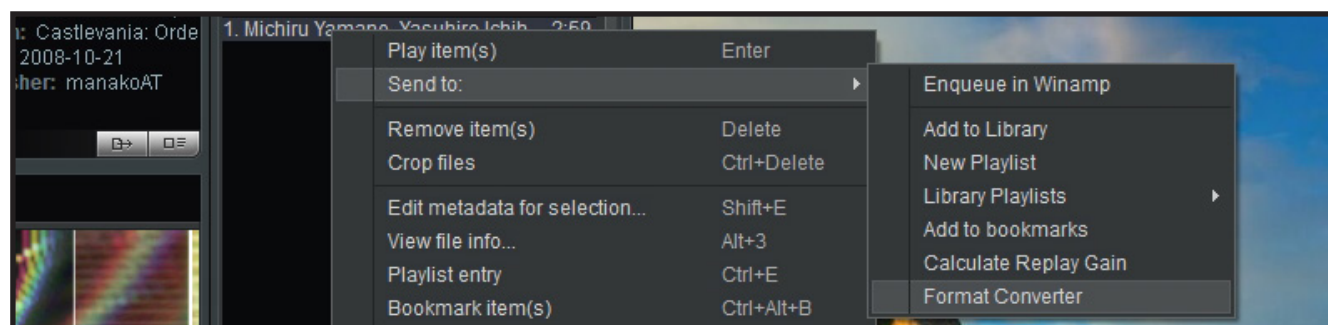 n: Castlevania: Orde
2008-10-21
sher: manakoAT
1. Michiru Yamane, Yasuhiro Ichih... 2:59
Play item(s) Enter
Send to:
Remove item(s) Delete
Crop files Ctrl+Delete
Edit metadata for selection... Shift+E
View file info... Alt+3
Playlist entry Ctrl+E
Bookmark item(s) Ctrl+Alt+B
Enqueue in Winamp
Add to Library
New Playlist
Library Playlists
Add to bookmarks
Calculate Replay Gain
Format Converter